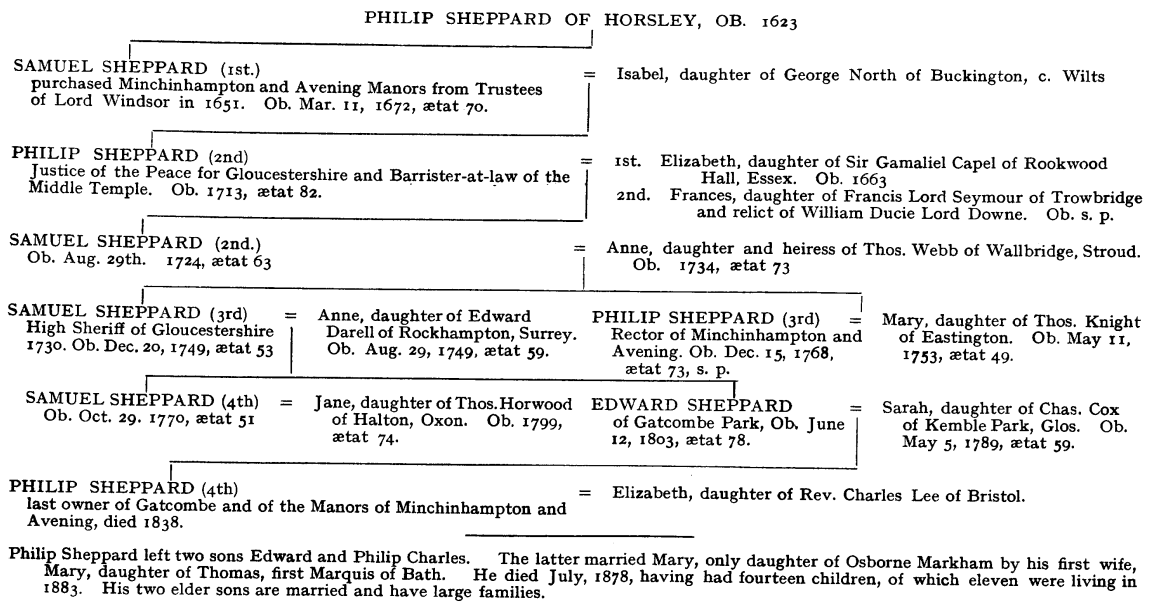 PHILIP SHEPPARD OF HORSLEY, OB. 1623
SAMUEL SHEPPARD (1st.)
purchased Minchinhampton and Avening Manors from Trustees
of Lord Windsor in 1651. Ob. Mar. 11, 1672, ætat 70.
= Isabel, daughter of George North of Buckington, c. Wilts
PHILIP SHEPPARD (2nd)
Justice of the Peace for Gloucestershire and Barrister-at-law of the
Middle Temple. Ob. 1713, ætat 82.
= 1st. Elizabeth, daughter of Sir Gamaliel Capel of Rookwood
Hall, Essex. Ob. 1663
2nd. Frances, daughter of Francis Lord Seymour of Trowbridge
and relict of William Ducie Lord Downe. Ob. s. p.
SAMUEL SHEPPARD (2nd.)
Ob. Aug. 29th. 1724, ætat 63
= Anne, daughter and heiress of Thos. Webb of Wallbridge, Stroud.
Ob. 1734, ætat 73
SAMUEL SHEPPARD (3rd)
High Sheriff of Gloucestershire
1730. Ob. Dec. 20, 1749, ætat 53
= Anne, daughter of Edward
Darell of Rockhampton, Surrey.
Ob. Aug. 29, 1749, ætat 59.
PHILIP SHEPPARD (3rd)
Rector of Minchinhampton and
Avening. Ob. Dec. 15, 1768,
ætat 73, s. p.
= Mary, daughter of Thos. Knight
of Eastington. Ob. May 11,
1753, ætat 49.
SAMUEL SHEPPARD (4th)
Ob. Oct. 29. 1770, ætat 51
= Jane, daughter of Thos. Horwood
of Halton, Oxon. Ob. 1799,
ætat 74.
EDWARD SHEPPARD
of Gatcombe Park, Ob. June
12, 1803, ætat 78.
= Sarah, daughter of Chas. Cox
of Kemble Park, Glos. Ob.
May 5, 1789, ætat 59.
PHILIP SHEPPARD (4th)
last owner of Gatcombe and of the Manors of Minchinhampton and
Avening, died 1838.
= Elizabeth, daughter of Rev. Charles Lee of Bristol.
Philip Sheppard left two sons Edward and Philip Charles. The latter married Mary, only daughter of Osborne Markham by his first wife,
Mary, daughter of Thomas, first Marquis of Bath. He died July, 1878, having had fourteen children, of which eleven were living in
1883. His two elder sons are married and have large families.